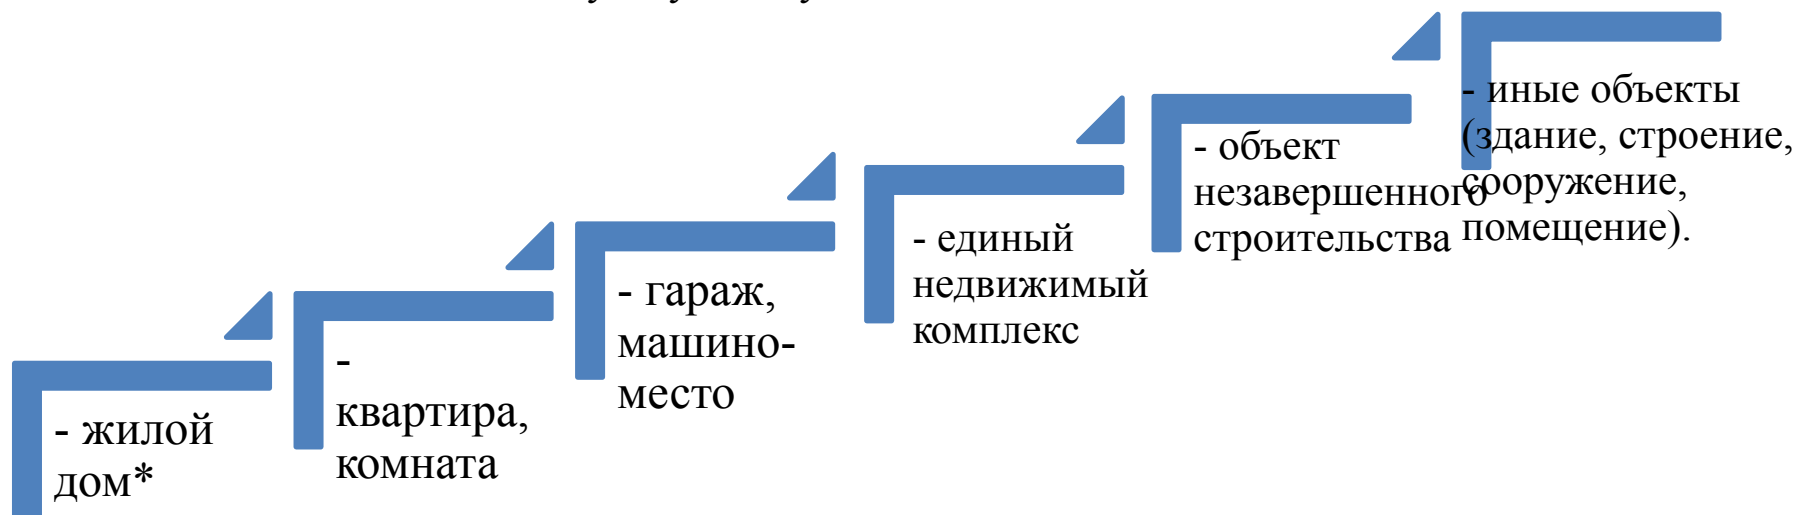 - жилой
дом*
-
квартира,
комната
- гараж,
машино-
место
- единый
недвижимый
комплекс
- объект
незавершенного
строительства
- иные объекты
(здание, строение,
сооружение,
помещение).